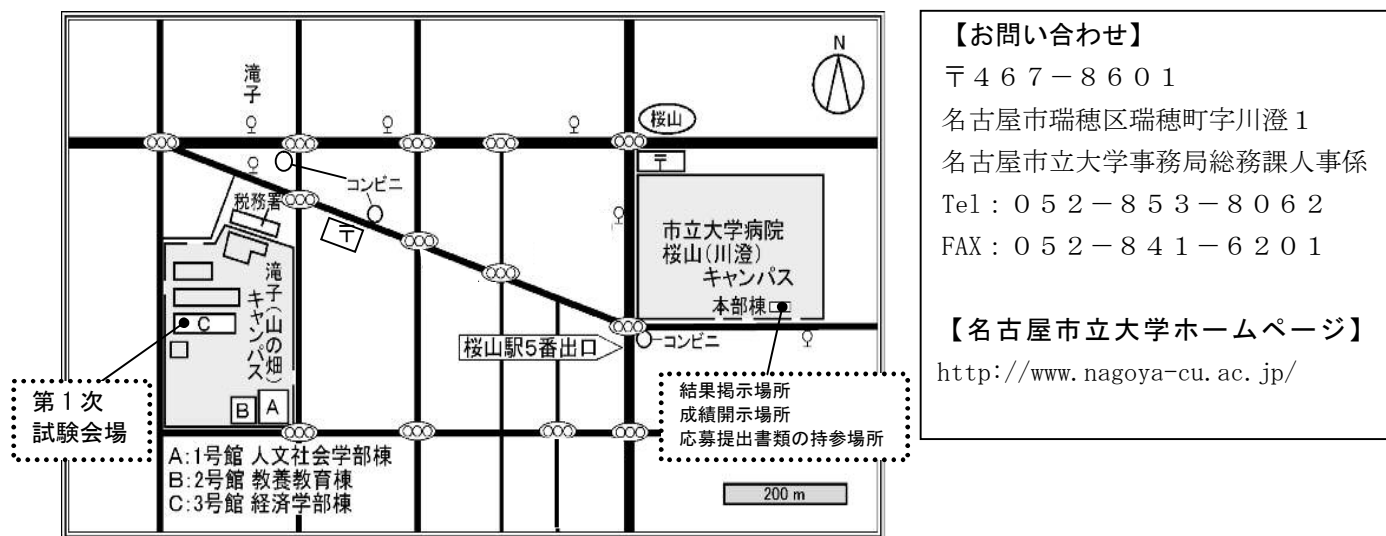 N
滝子
桜山
〒
コンビニ
税務署
〒
市立大学病院
桜山(川澄)
キャンパス
本部棟
滝子(山の畑)
キャンパス
C
コンビニ
桜山駅5番出口
B
A
第1次
試験会場
結果掲示場所
成績開示場所
応募提出書類の持参場所
A:1号館 人文社会学部棟
B:2号館 教養教育棟
C:3号館 経済学部棟
200 m
【お問い合わせ】
〒467-8601
名古屋市瑞穂区瑞穂町字川澄1
名古屋市立大学事務局総務課人事係
Tel:052-853-8062
FAX:052-841-6201
【名古屋市立大学ホームページ】
http://www.nagoya-cu.ac.jp/